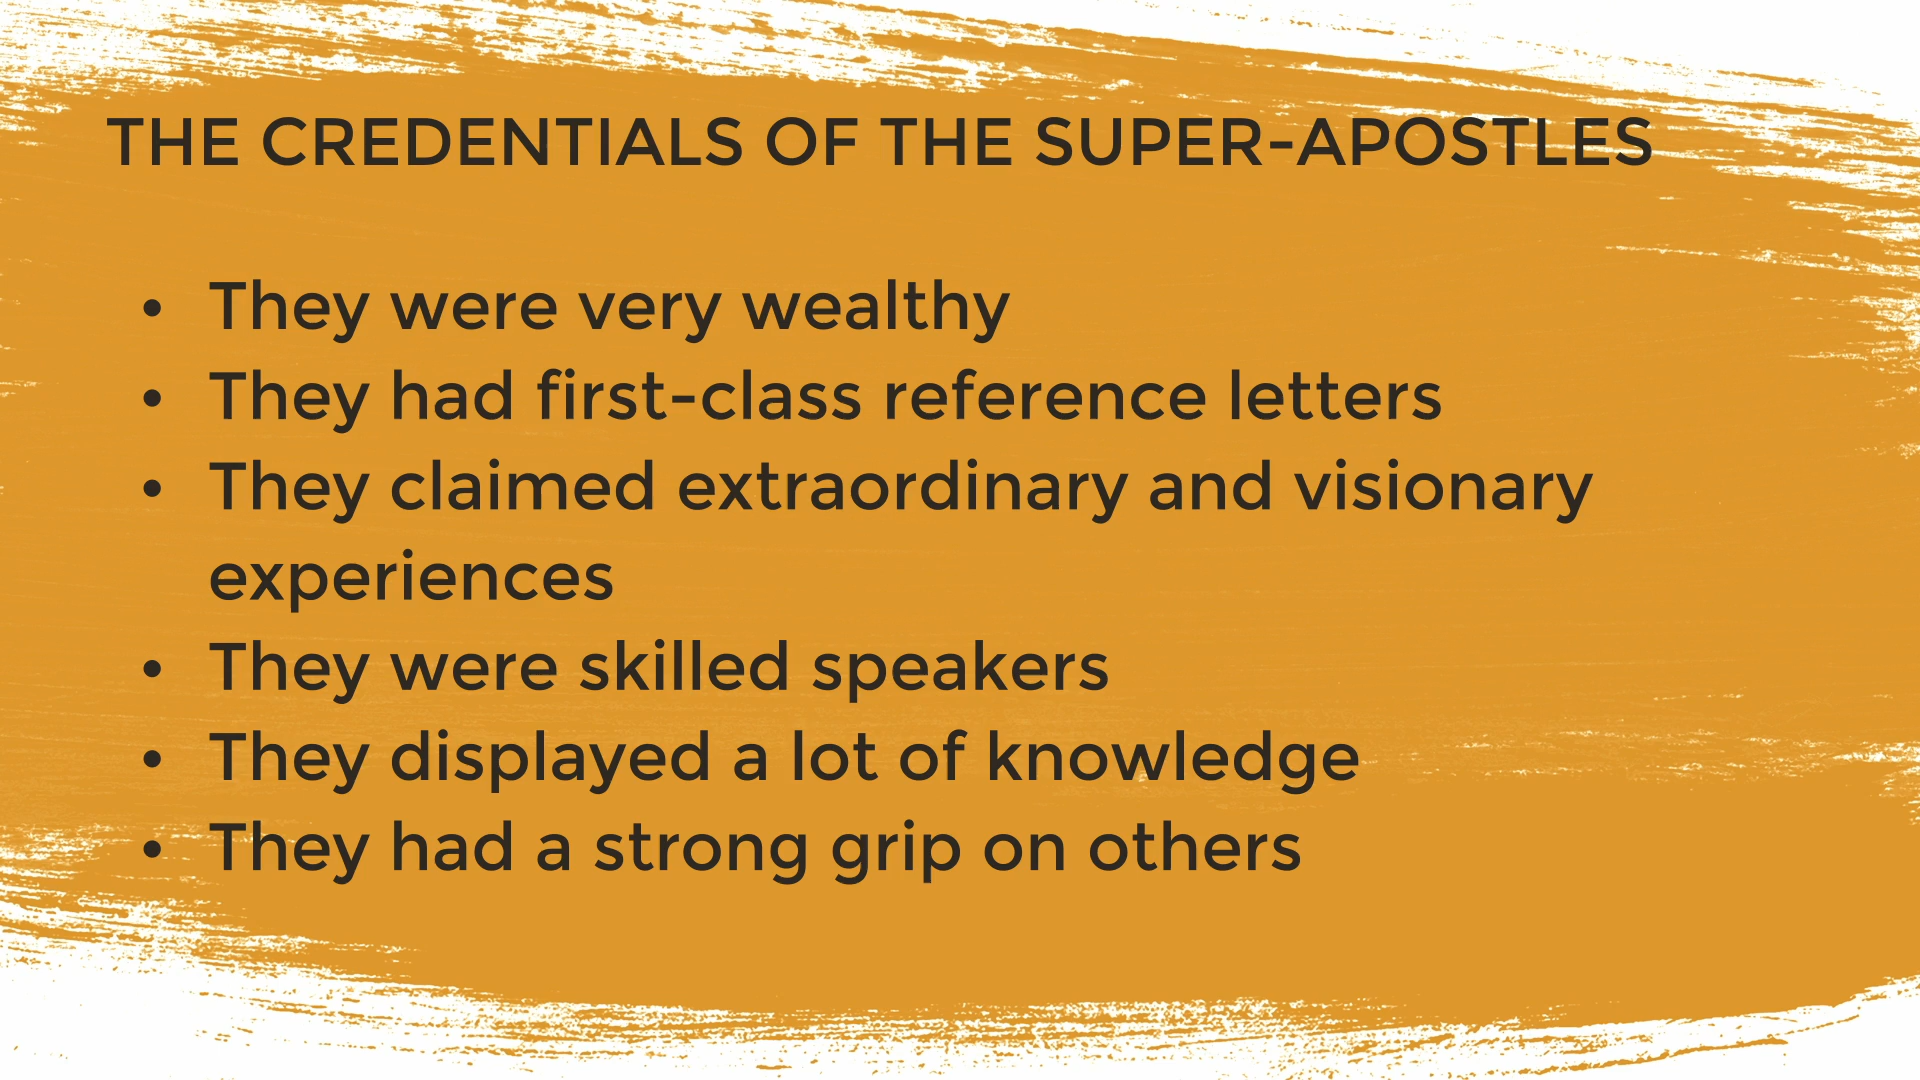 THE CREDENTIALS OF THE SUPER-APOSTLES
• They were very wealthy
• They had first-class reference letters
• They claimed extraordinary and visionary
experiences
• They were skilled speakers
• They displayed a lot of knowledge
• They had a strong grip on others